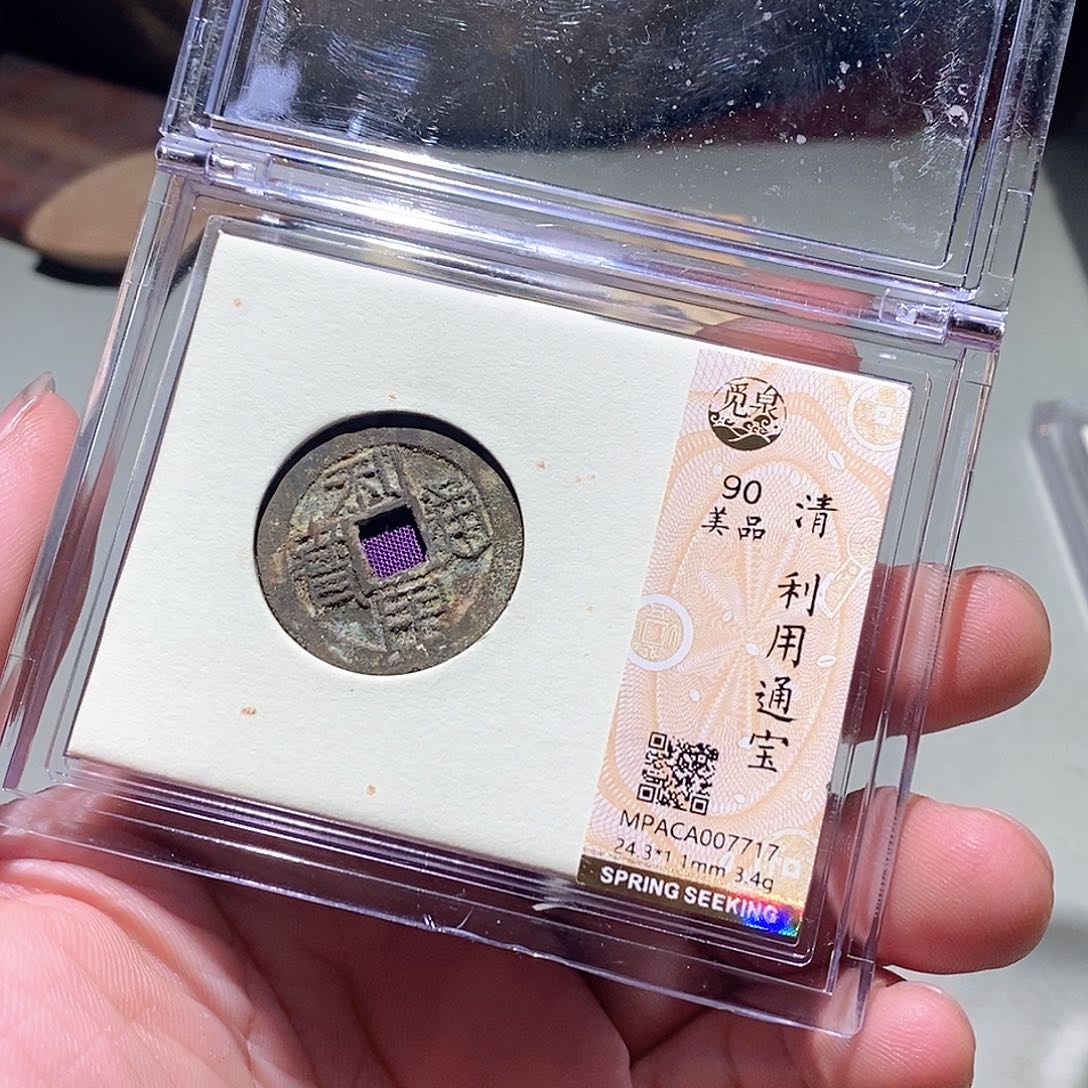 利用通寶
觅泉
90
美品
清
利用通宝
MPACA007717
24.3*1.1mm 3.4g
SPRING SEEKING